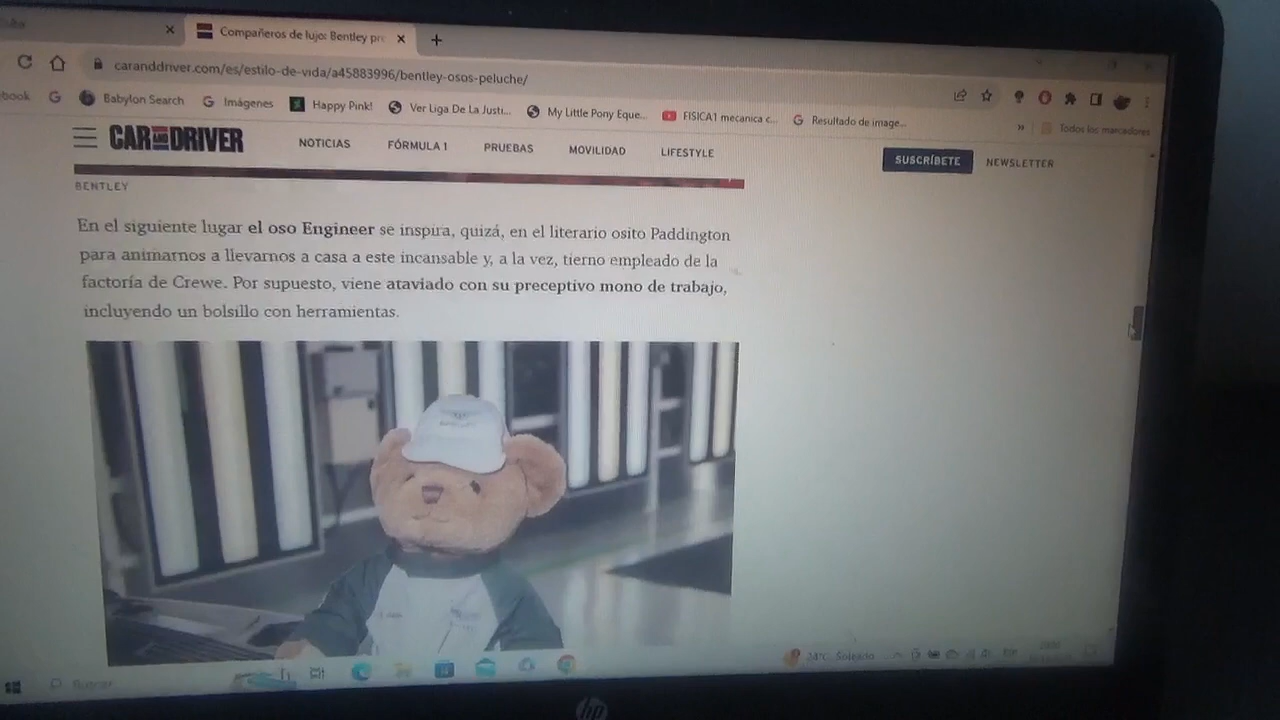 Compañeros de lujo: Bentley pr
caranddriver.com/es/estilo-de-vida/a45883996/bentley-osos-peluche/
book
Babylon Search
Imágenes
Happy Pink!
Ver Liga De La Justi...
My Little Pony Eque...
FISICA1 mecanica c...
Resultado de image...
»
Todos los marcadores
CAR AND DRIVER
NOTICIAS
FÓRMULA 1
PRUEBAS
MOVILIDAD
LIFESTYLE
SUSCRÍBETE
NEWSLETTER
BENTLEY
En el siguiente lugar el oso Engineer se inspira, quizá, en el literario osito Paddington
para animarnos a llevarnos a casa a este incansable y, a la vez, tierno empleado de la
factoría de Crewe. Por supuesto, viene ataviado con su preceptivo mono de trabajo,
incluyendo un bolsillo con herramientas.
Buscar
24°C Soleado
hp